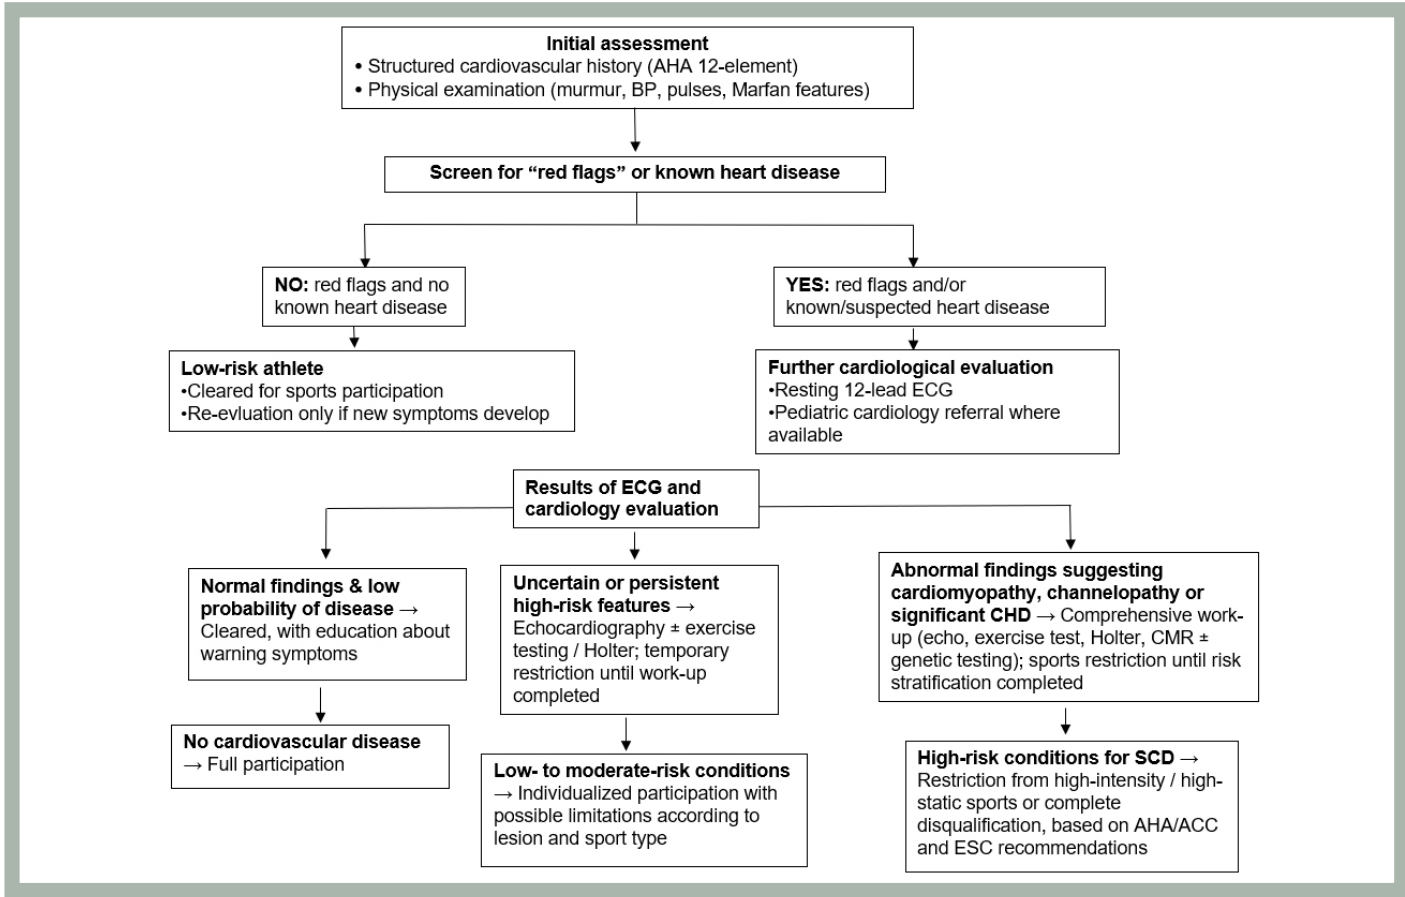 Initial assessment
• Structured cardiovascular history (AHA 12-element)
• Physical examination (murmur, BP, pulses, Marfan features)
Screen for “red flags” or known heart disease
NO: red flags and no
known heart disease
YES: red flags and/or
known/suspected heart disease
Low-risk athlete
•Cleared for sports participation
•Re-evluation only if new symptoms develop
Further cardiological evaluation
•Resting 12-lead ECG
•Pediatric cardiology referral where
available
Results of ECG and
cardiology evaluation
Normal findings & low
probability of disease →
Cleared, with education about
warning symptoms
Uncertain or persistent
high-risk features →
Echocardiography ± exercise
testing / Holter; temporary
restriction until work-up
completed
Abnormal findings suggesting
cardiomyopathy, channelopathy or
significant CHD → Comprehensive work-
up (echo, exercise test, Holter, CMR ±
genetic testing); sports restriction until risk
stratification completed
No cardiovascular disease
→ Full participation
Low- to moderate-risk conditions
→ Individualized participation with
possible limitations according to
lesion and sport type
High-risk conditions for SCD →
Restriction from high-intensity / high-
static sports or complete
disqualification, based on AHA/ACC
and ESC recommendations